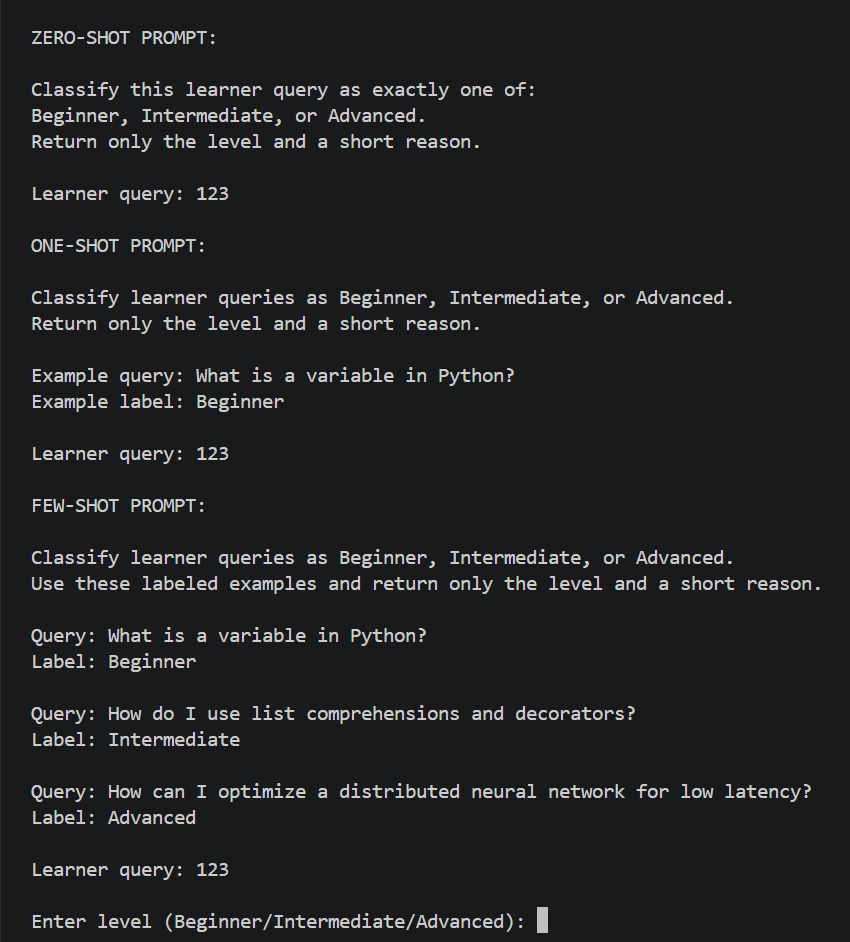 ZERO-SHOT PROMPT:
Classify this learner query as exactly one of:
Beginner, Intermediate, or Advanced.
Return only the level and a short reason.
Learner query: 123
ONE-SHOT PROMPT:
Classify learner queries as Beginner, Intermediate, or Advanced.
Return only the level and a short reason.
Example query: What is a variable in Python?
Example label: Beginner
Learner query: 123
FEW-SHOT PROMPT:
Classify learner queries as Beginner, Intermediate, or Advanced.
Use these labeled examples and return only the level and a short reason.
Query: What is a variable in Python?
Label: Beginner
Query: How do I use list comprehensions and decorators?
Label: Intermediate
Query: How can I optimize a distributed neural network for low latency?
Label: Advanced
Learner query: 123
Enter level (Beginner/Intermediate/Advanced):